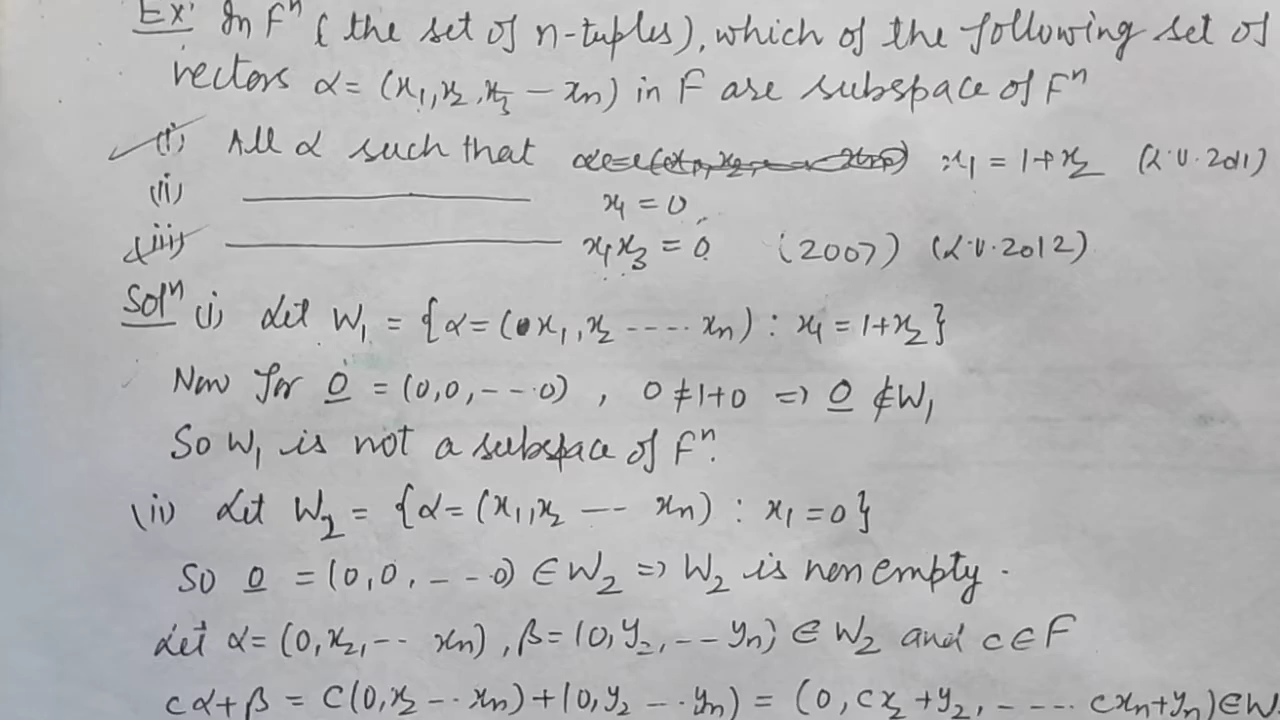 Ex: In Fⁿ (the set of n-tuples), which of the following set of
vectors α = (x₁, x₂, x₃ — xₙ) in F are subspace of Fⁿ
(i) All α such that x₁ = 1 + x₂ (L.U. 2011)
(ii) ———— x₁ = 0
(iii) ———— x₁x₃ = 0 (2007) (L.U. 2012)
Solⁿ (i) Let W₁ = {α = (x₁, x₂ ----- xₙ) : x₁ = 1 + x₂}
Now for 0 = (0, 0, --- 0) , 0 ≠ 1+0 ⇒ 0 ∉ W₁
So W₁ is not a subspace of Fⁿ.
(ii) Let W₂ = {α = (x₁, x₂ -- xₙ) : x₁ = 0}
So 0 = (0, 0, --- 0) ∈ W₂ ⇒ W₂ is non empty.
Let α = (0, x₂, -- xₙ), β = (0, y₂, -- yₙ) ∈ W₂ and c ∈ F
cα + β = c(0, x₂ -- xₙ) + (0, y₂ -- yₙ) = (0, cx₂ + y₂, ---- cxₙ + yₙ) ∈ W